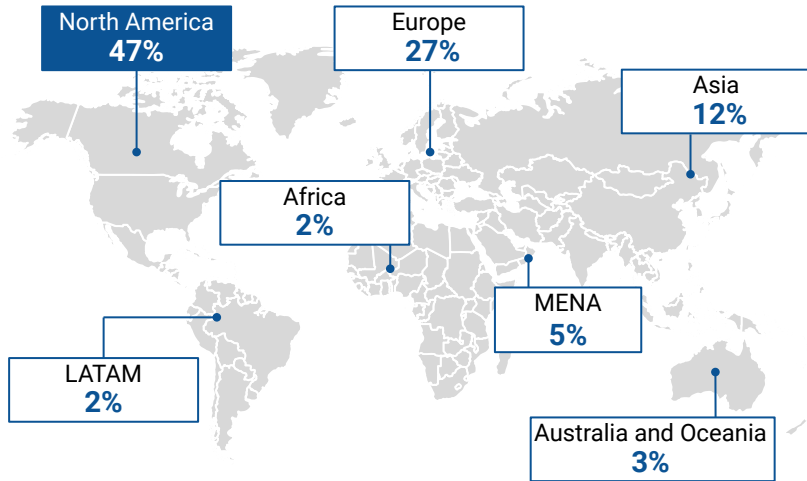 North America
47%
Europe
27%
Asia
12%
Africa
2%
MENA
5%
LATAM
2%
Australia and Oceania
3%